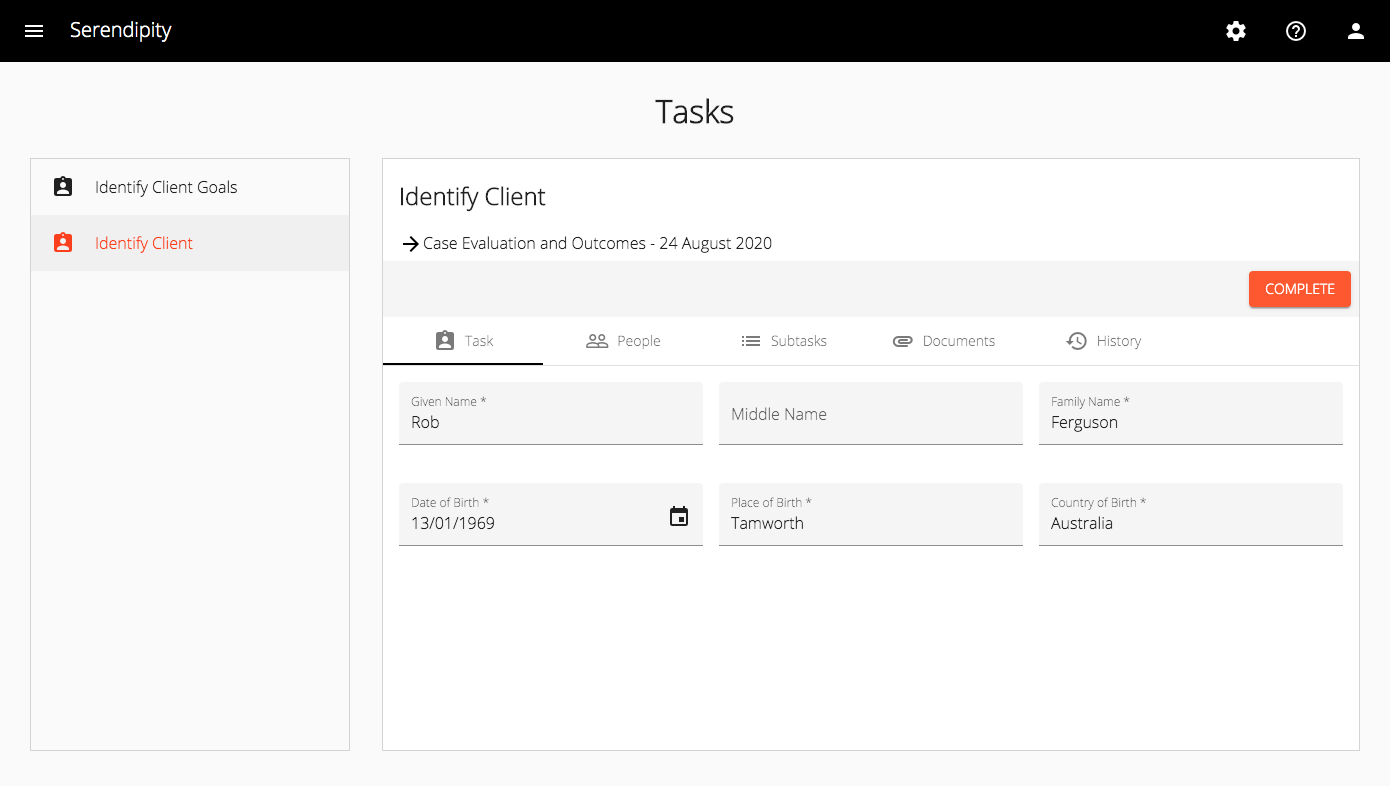 Serendipity
Tasks
Identify Client Goals
Identify Client
Identify Client
Case Evaluation and Outcomes - 24 August 2020
COMPLETE
Task People Subtasks Documents History
Given Name * Middle Name Family Name *
Rob Ferguson
Date of Birth * Place of Birth * Country of Birth *
13/01/1969 Tamworth Australia